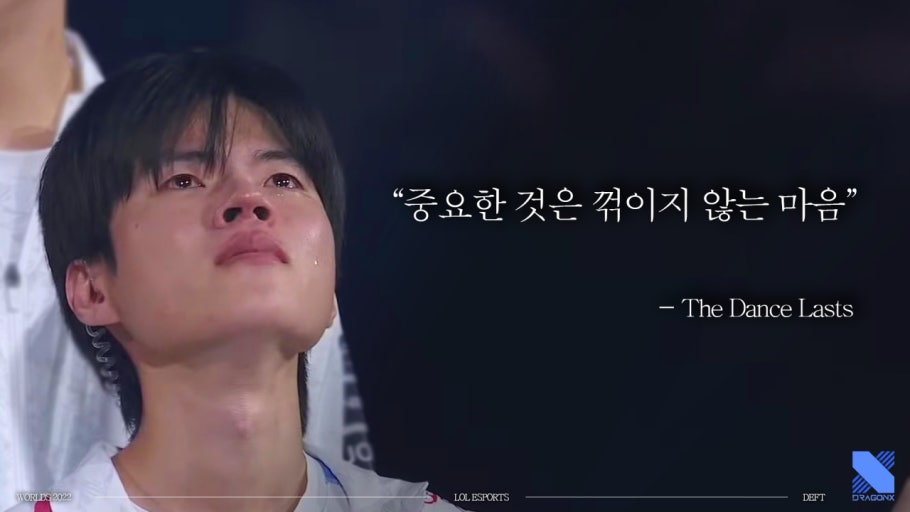 “중요한 것은 꺾이지 않는 마음”
– The Dance Lasts
WORLDS 2022
LOL ESPORTS
DEFT
DRAGONX